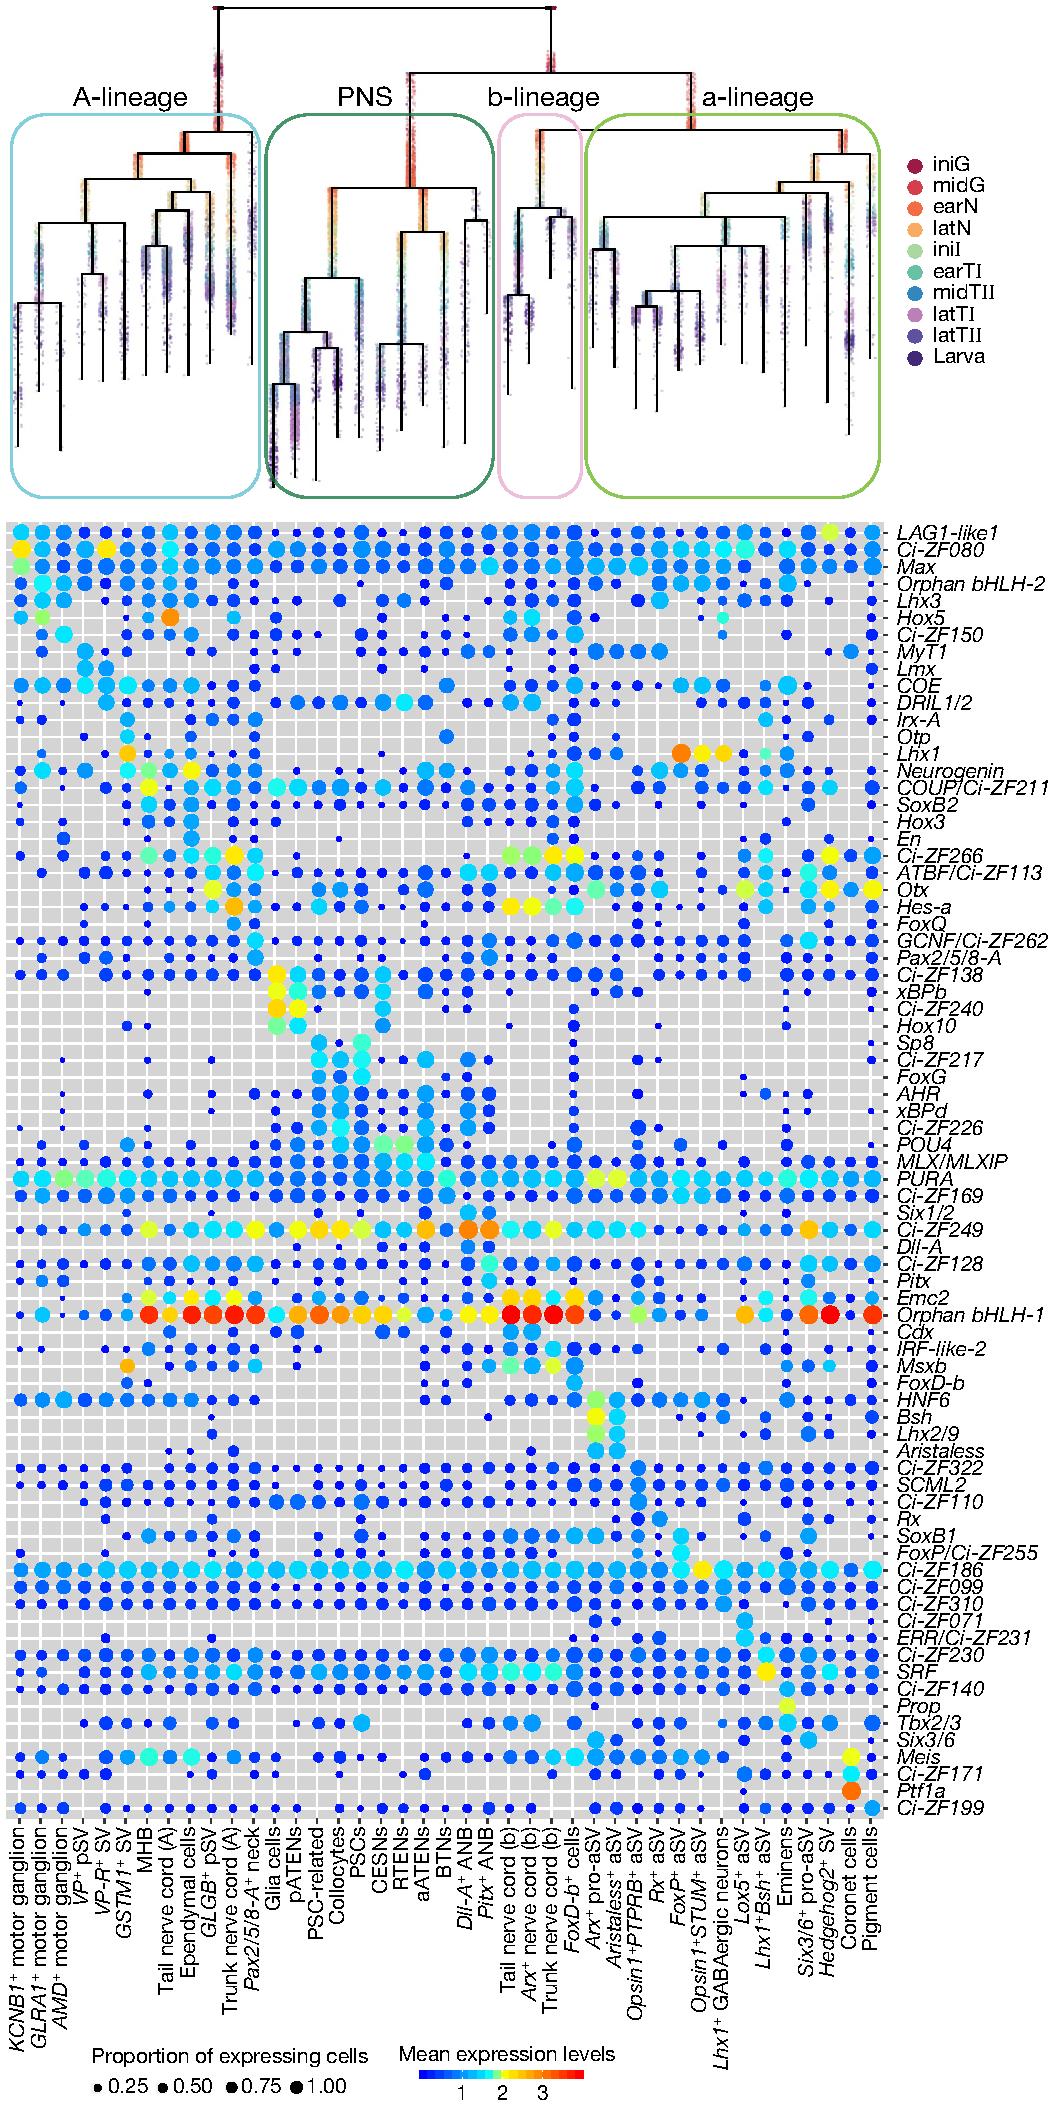 A-lineage
PNS
b-lineage
a-lineage
iniG
midG
earN
latN
iniI
earTI
midTII
latTI
latTII
Larva
LAG1-like1
Ci-ZF080
Max
Orphan bHLH-2
Lhx3
Hox5
Ci-ZF150
MyT1
Lmx
COE
DRIL1/2
Irx-A
Otp
Lhx1
Neurogenin
COUP/Ci-ZF211
SoxB2
Hox3
En
Ci-ZF266
ATBF/Ci-ZF113
Otx
Hes-a
FoxQ
GCNF/Ci-ZF262
Pax2/5/8-A
Ci-ZF138
xBPb
Ci-ZF240
Hox10
Sp8
Ci-ZF217
FoxG
AHR
xBPd
Ci-ZF226
POU4
MLX/MLXIP
PURA
Ci-ZF169
Six1/2
Ci-ZF249
Dll-A
Ci-ZF128
Pitx
Emc2
Orphan bHLH-1
Cdx
IRF-like-2
Msxb
FoxD-b
HNF6
Bsh
Lhx2/9
Aristaless
Ci-ZF322
SCML2
Ci-ZF110
Rx
SoxB1
FoxP/Ci-ZF255
Ci-ZF186
Ci-ZF099
Ci-ZF310
Ci-ZF071
ERR/Ci-ZF231
Ci-ZF230
SRF
Ci-ZF140
Prop
Tbx2/3
Six3/6
Meis
Ci-ZF171
Ptf1a
Ci-ZF199
KCNB1⁺ motor ganglion
GLRA1⁺ motor ganglion
AMD⁺ motor ganglion
VP⁺ pSV
VP-R⁺ SV
GSTM1⁺ SV
MHB
Tail nerve cord (A)
Ependymal cells
GLGB⁺ pSV
Trunk nerve cord (A)
Pax2/5/8-A⁺ neck
Glia cells
pATENs
PSC-related
Collocytes
PSCs
CESNs
RTENs
aATENs
BTNs
Dll-A⁺ ANB
Pitx⁺ ANB
Tail nerve cord (b)
Arx⁺ nerve cord (b)
Trunk nerve cord (b)
FoxD-b⁺ cells
Arx⁺ pro-aSV
Aristaless⁺ aSV
Opsin1⁺PTPRB⁺ aSV
Rx⁺ aSV
FoxP⁺ aSV
Opsin1⁺STUM⁺ aSV
Lhx1⁺ GABAergic neurons
Lox5⁺ aSV
Lhx1⁺Bsh⁺ aSV
Eminens
Six3/6⁺ pro-aSV
Hedgehog2⁺ SV
Coronet cells
Pigment cells
Proportion of expressing cells
0.25 0.50 0.75 1.00
Mean expression levels
1 2 3